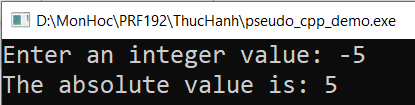 D:\MonHoc\PRF192\ThucHanh\pseudo_cpp_demo.exe
Enter an integer value: -5
The absolute value is: 5